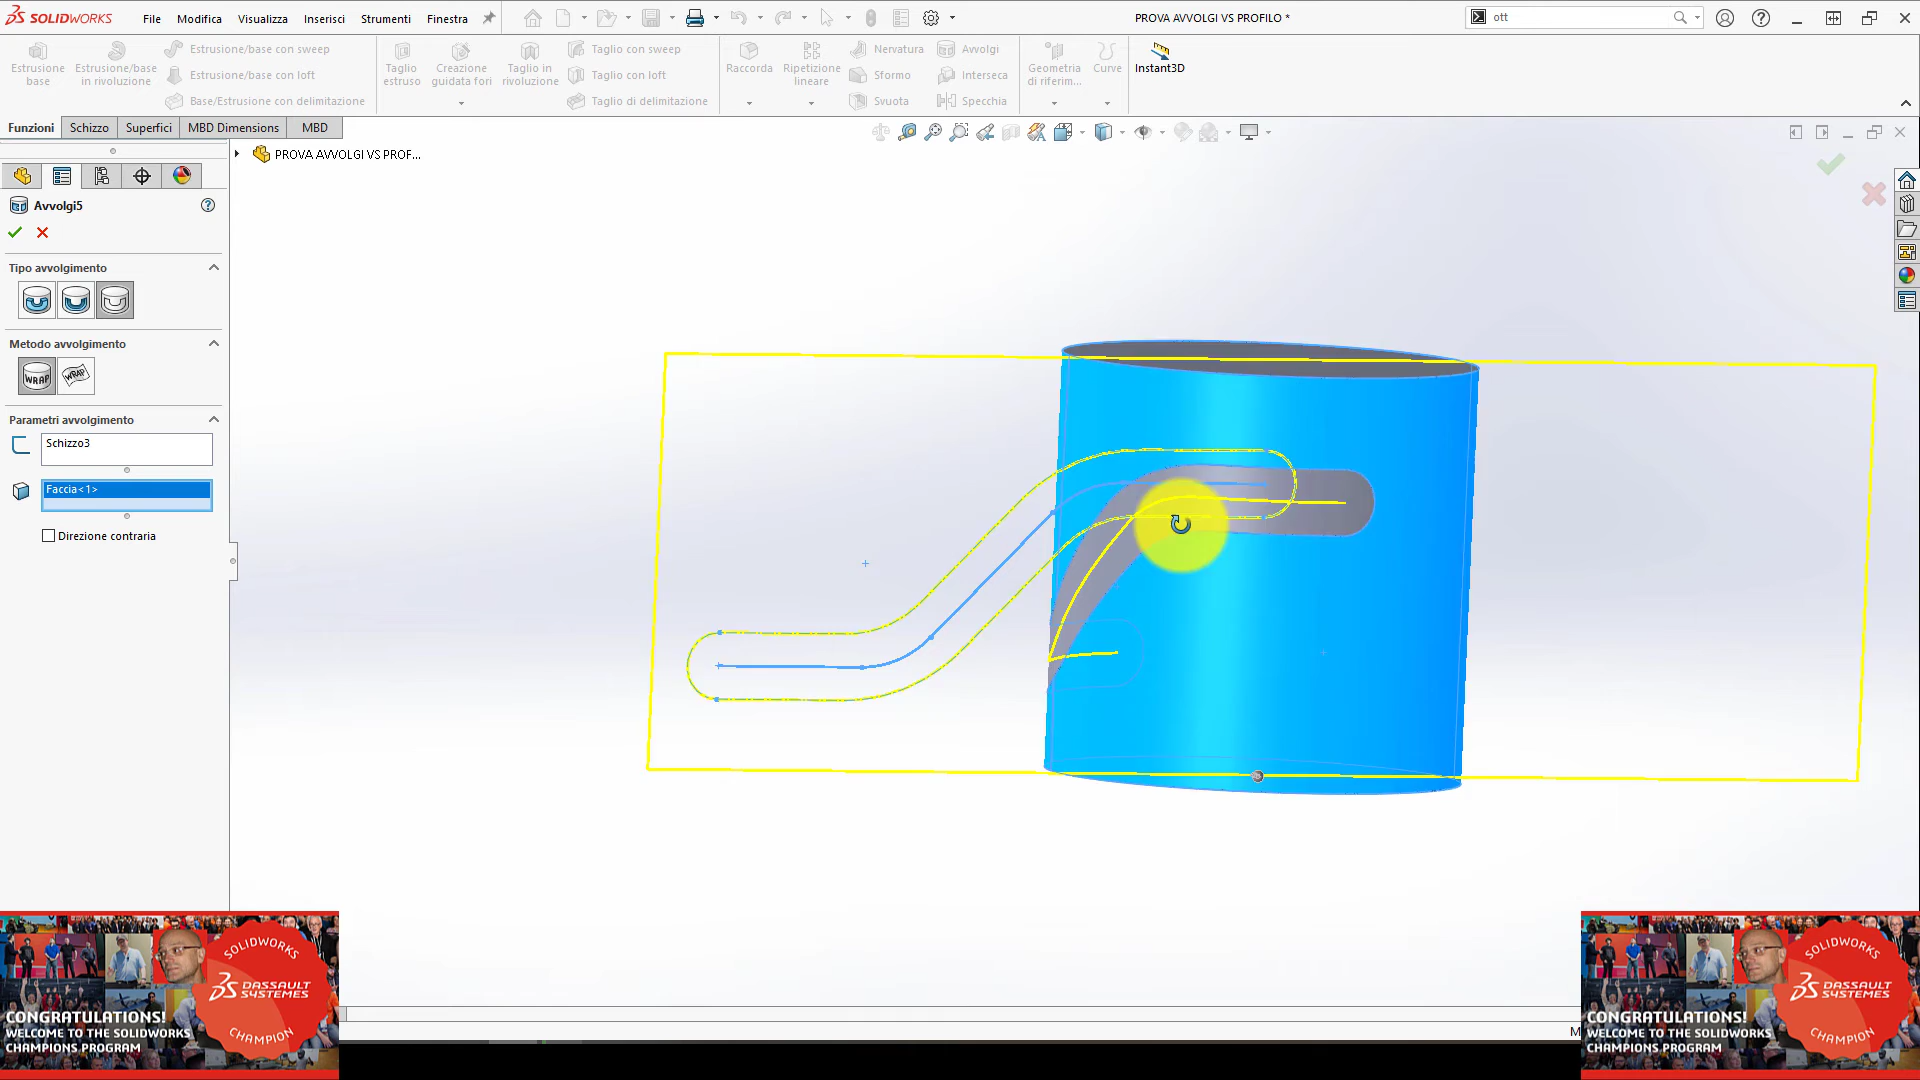 SOLIDWORKS
File
Modifica
Visualizza
Inserisci
Strumenti
Finestra
PROVA AVVOLGI VS PROFILO *
ott
Estrusione base
Estrusione/base in rivoluzione
Estrusione/base con sweep
Estrusione/base con loft
Base/Estrusione con delimitazione
Taglio estruso
Creazione guidata fori
Taglio in rivoluzione
Taglio con sweep
Taglio con loft
Taglio di delimitazione
Raccorda
Ripetizione lineare
Nervatura
Sformo
Svuota
Avvolgi
Interseca
Specchia
Geometria di riferim...
Curve
Instant3D
Funzioni
Schizzo
Superfici
MBD Dimensions
MBD
PROVA AVVOLGI VS PROF...
Avvolgi5
Tipo avvolgimento
Metodo avvolgimento
WRAP
WRAP
Parametri avvolgimento
Schizzo3
Faccia<1>
Direzione contraria
SOLIDWORKS
DASSAULT SYSTEMES
CHAMPION
CONGRATULATIONS!
WELCOME TO THE SOLIDWORKS
CHAMPIONS PROGRAM
M
SOLIDWORKS
DASSAULT SYSTEMES
CHAMPION
CONGRATULATIONS!
WELCOME TO THE SOLIDWORKS
CHAMPIONS PROGRAM